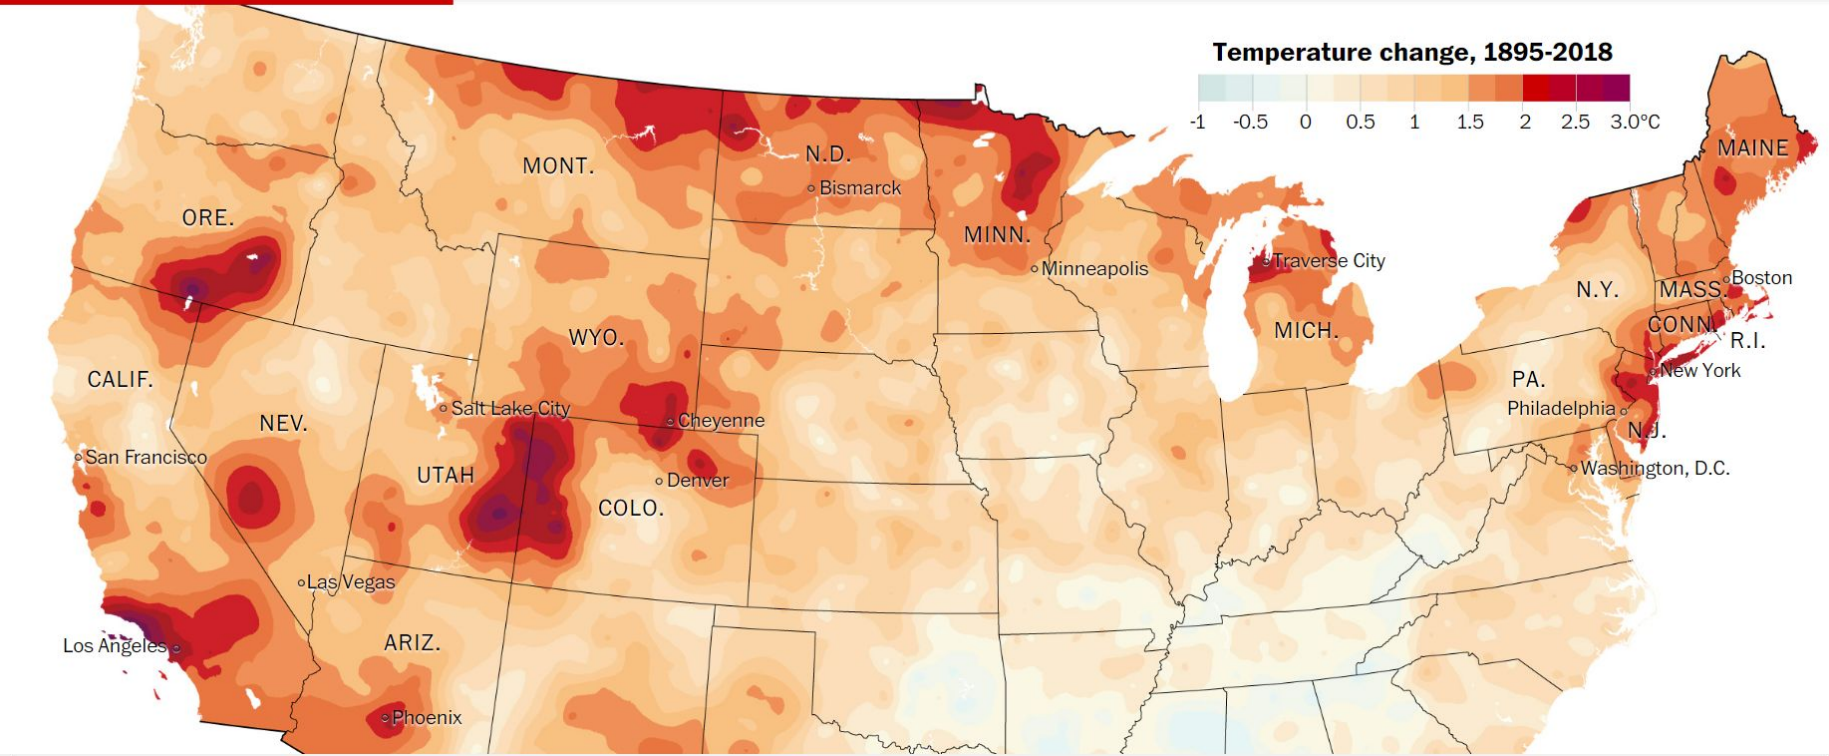 Temperature change, 1895-2018
-1 -0.5 0 0.5 1 1.5 2 2.5 3.0°C
MAINE
MONT.
N.D.
Bismarck
ORE.
MINN.
Minneapolis
Traverse City
Boston
N.Y.
MASS.
CONN.
R.I.
WYO.
MICH.
New York
CALIF.
PA.
Philadelphia
NEV.
Salt Lake City
Cheyenne
N.J.
San Francisco
UTAH
Denver
Washington, D.C.
COLO.
Las Vegas
Los Angeles
ARIZ.
Phoenix